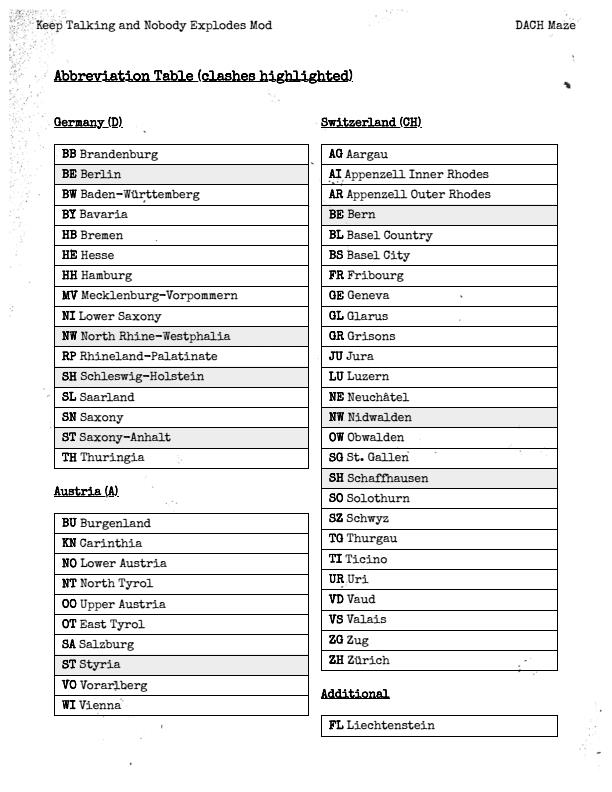 Keep Talking and Nobody Explodes Mod
DACH Maze
Abbreviation Table (clashes highlighted)
Germany (D)
BB Brandenburg
BE Berlin
BW Baden-Württemberg
BY Bavaria
HB Bremen
HE Hesse
HH Hamburg
MV Mecklenburg-Vorpommern
NI Lower Saxony
NW North Rhine-Westphalia
RP Rhineland-Palatinate
SH Schleswig-Holstein
SL Saarland
SN Saxony
ST Saxony-Anhalt
TH Thuringia
Austria (A)
BU Burgenland
KN Carinthia
NO Lower Austria
NT North Tyrol
OO Upper Austria
OT East Tyrol
SA Salzburg
ST Styria
VO Vorarlberg
WI Vienna
Switzerland (CH)
AG Aargau
AI Appenzell Inner Rhodes
AR Appenzell Outer Rhodes
BE Bern
BL Basel Country
BS Basel City
FR Fribourg
GE Geneva
GL Glarus
GR Grisons
JU Jura
LU Luzern
NE Neuchâtel
NW Nidwalden
OW Obwalden
SG St. Gallen
SH Schaffhausen
SO Solothurn
SZ Schwyz
TG Thurgau
TI Ticino
UR Uri
VD Vaud
VS Valais
ZG Zug
ZH Zürich
Additional
FL Liechtenstein